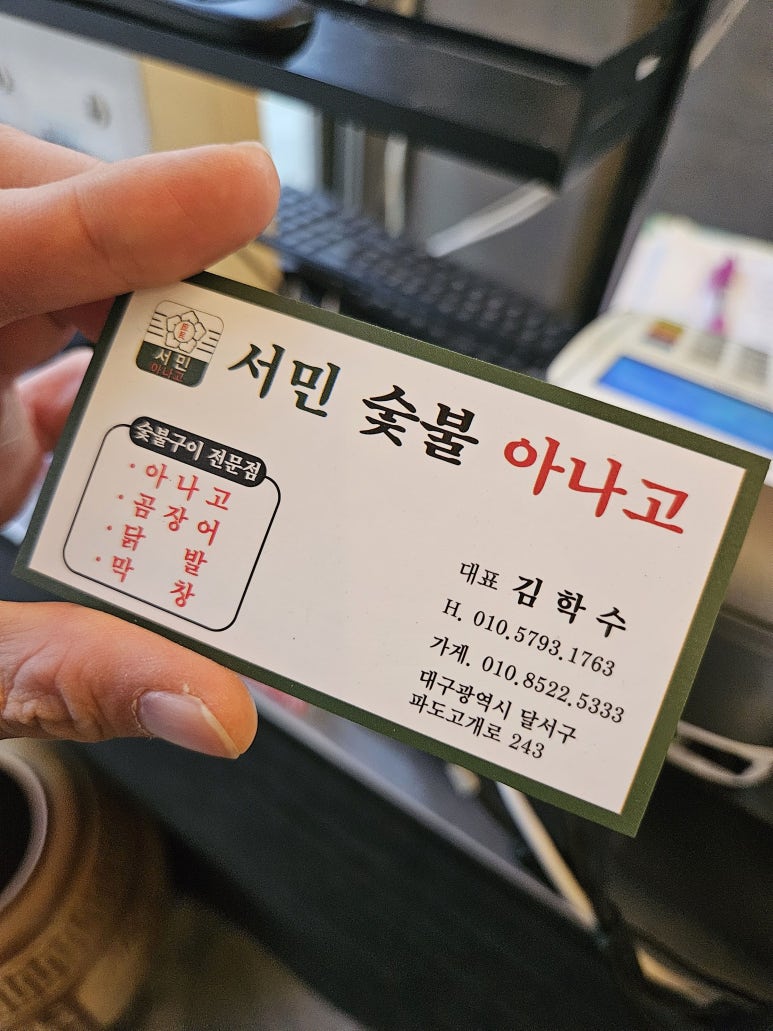 서민
아나고
서민 숯불 아나고
숯불구이 전문점
· 아나고
· 곰장어
· 닭발
· 막창
대표 김학수
H. 010.5793.1763
가게. 010.8522.5333
대구광역시 달서구
파도고개로 243